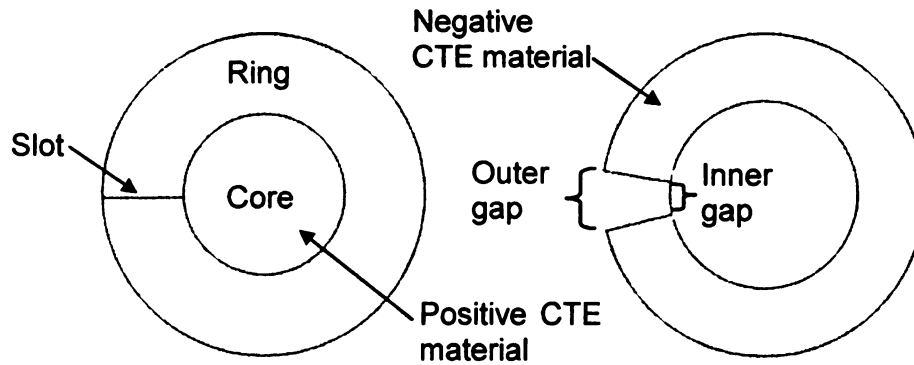 Ring
Slot
Core
Positive CTE
material
Negative
CTE material
Outer
gap
Inner
gap